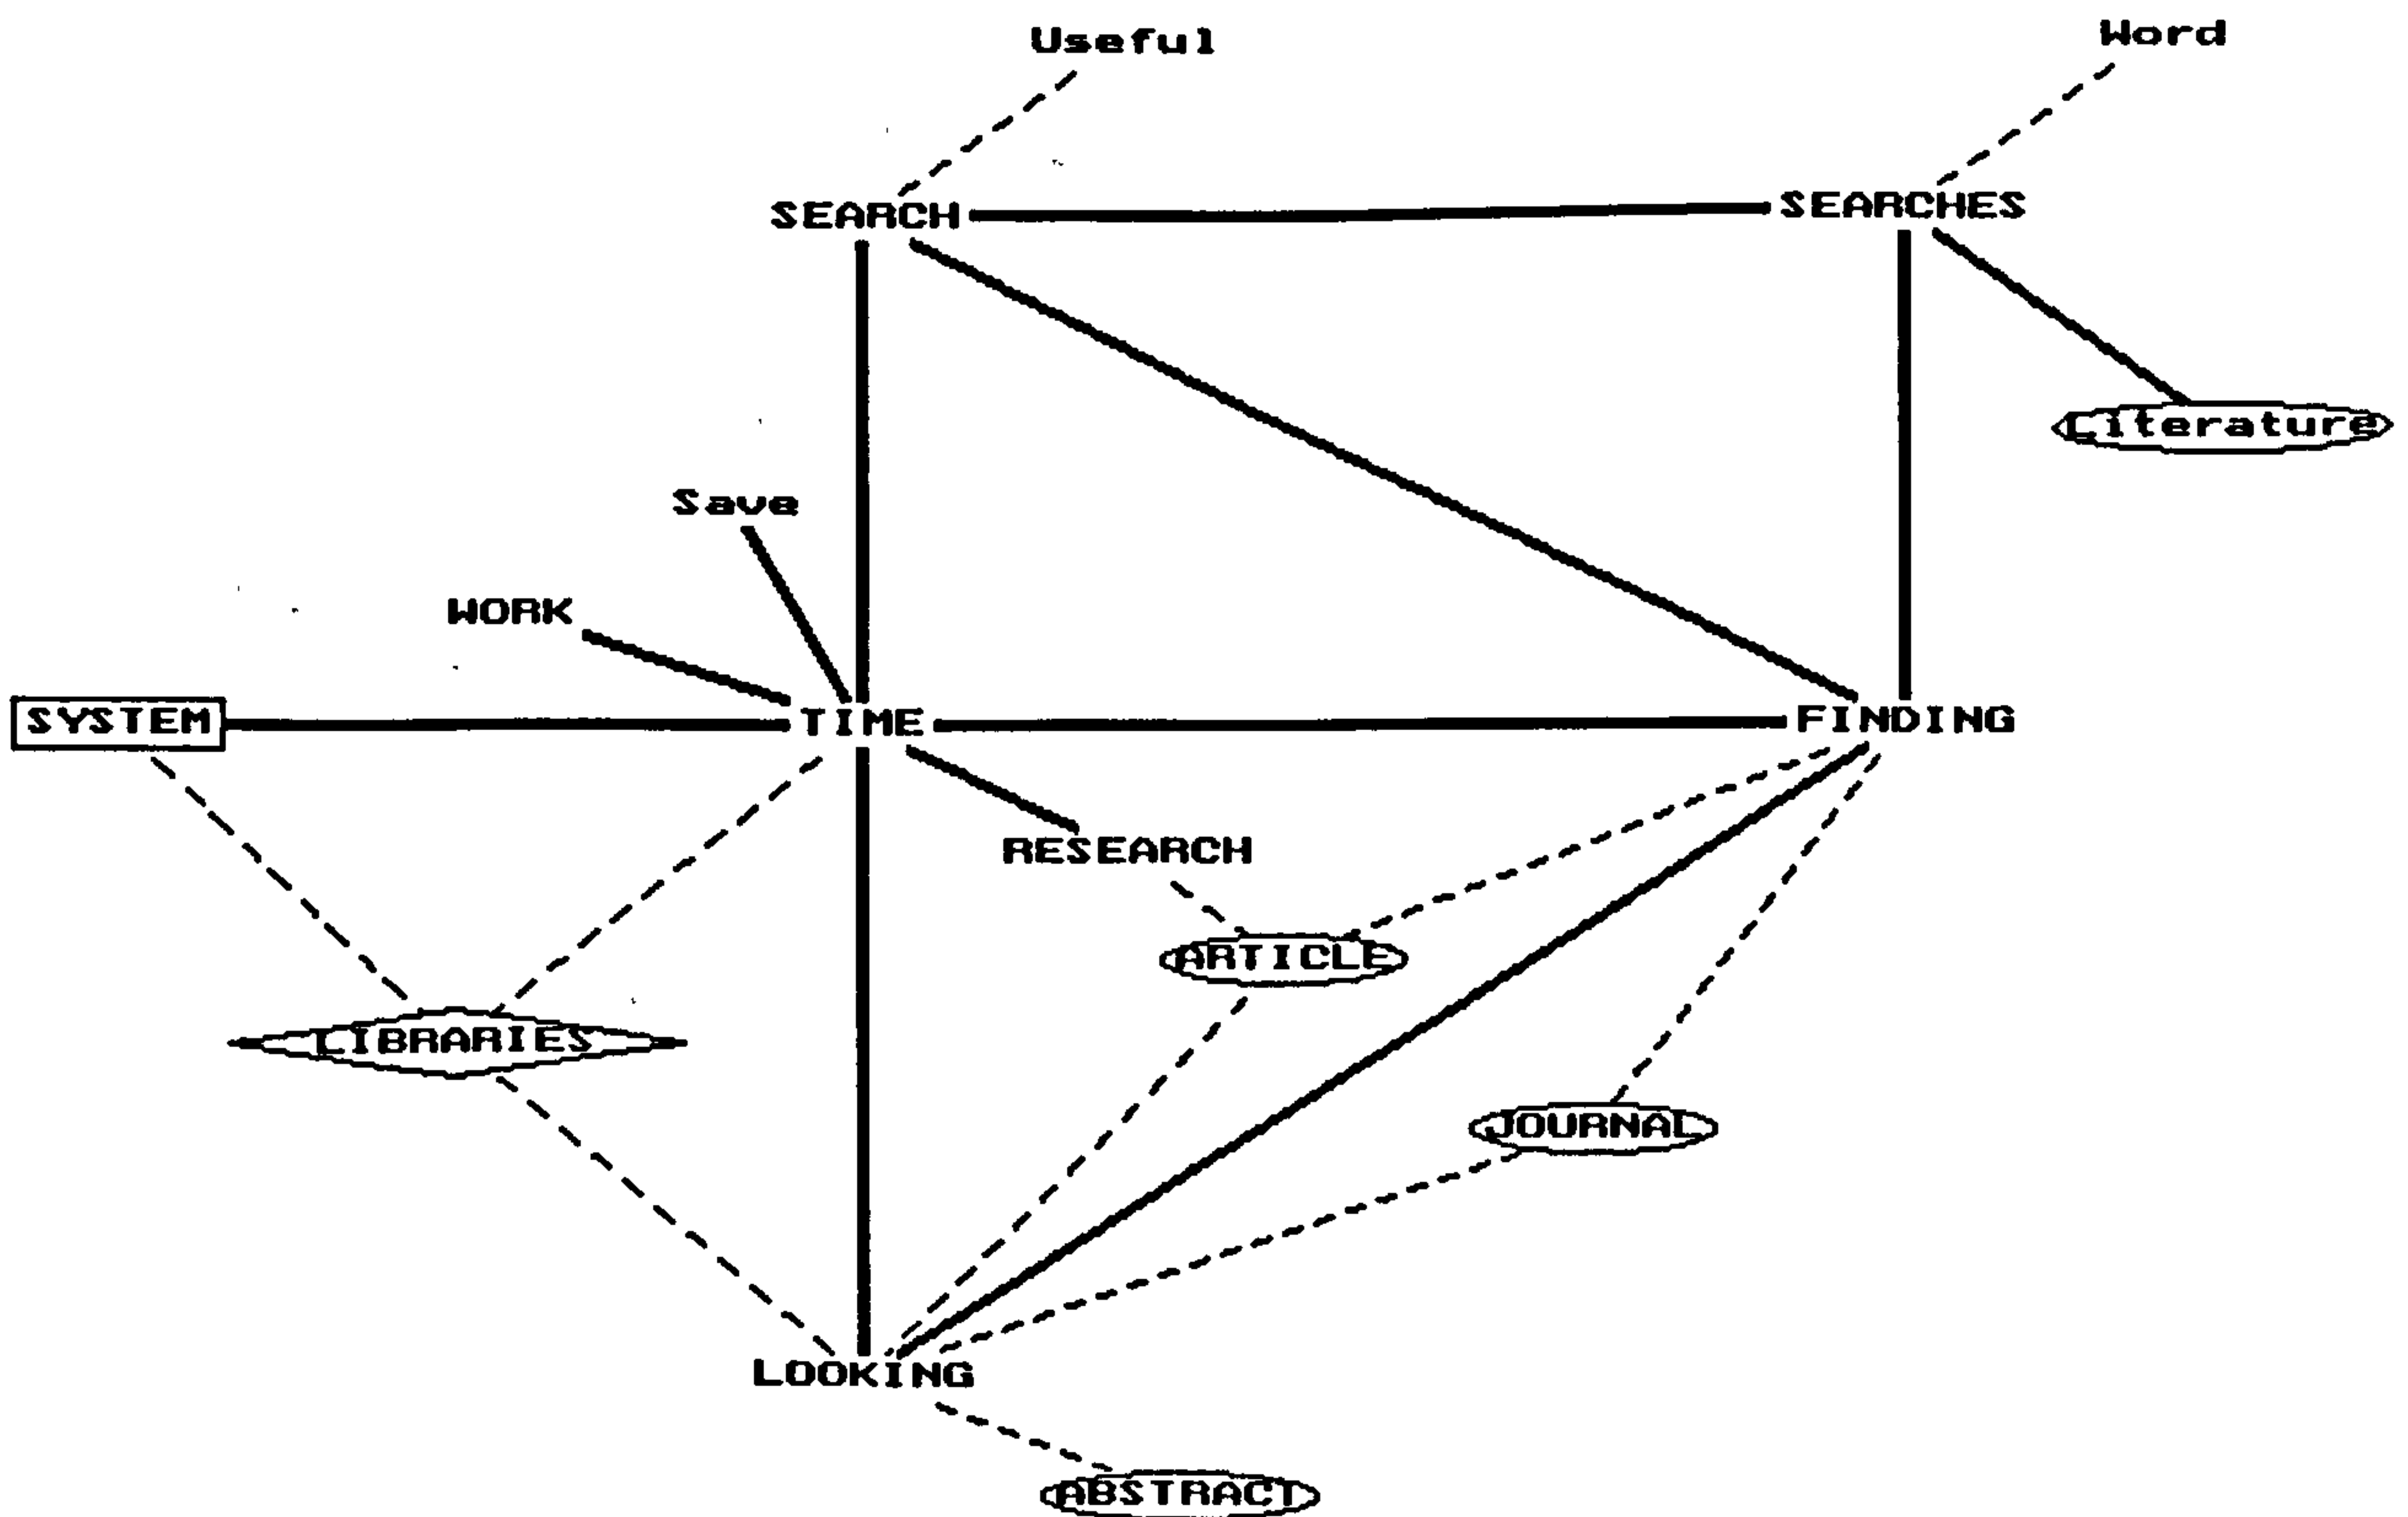 Useful
Word
SEARCH
SEARCHES
Literature
Save
WORK
SYSTEM
TIME
FINDING
RESEARCH
ARTICLE
LIBRARIES
JOURNAL
LOOKING
ABSTRACT